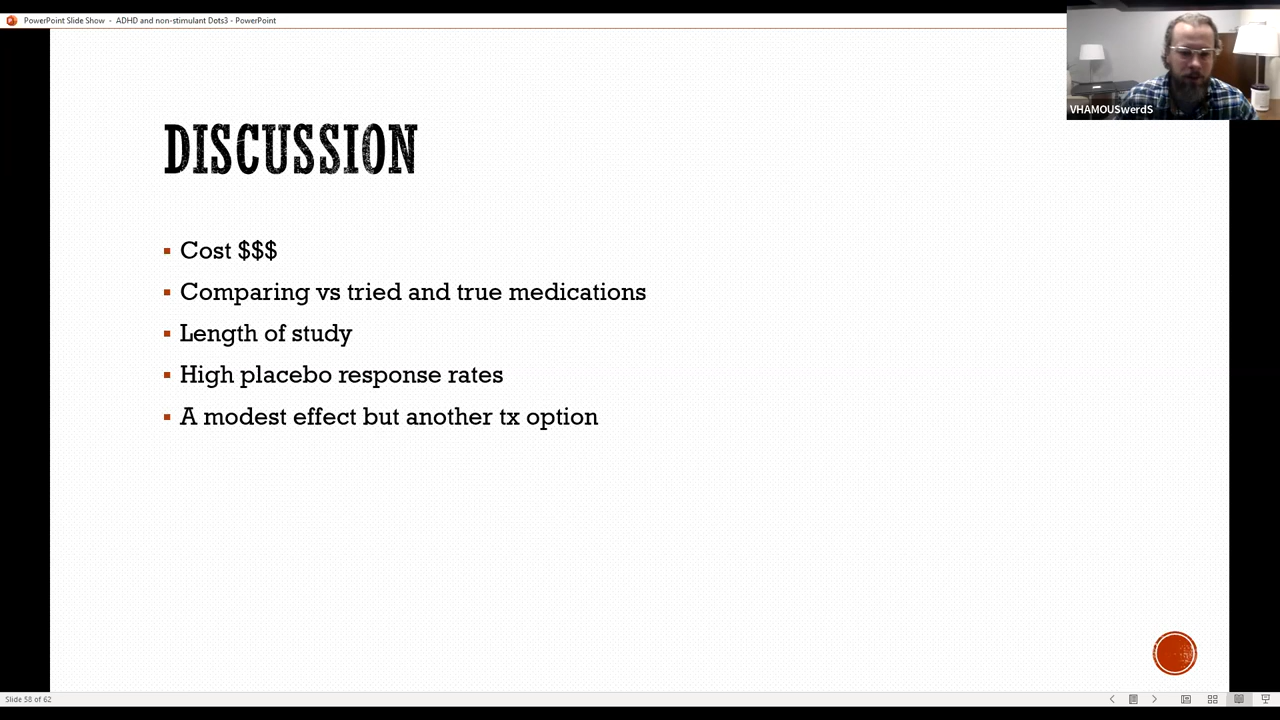 PowerPoint Slide Show - ADHD and non-stimulant Dots3 - PowerPoint
VHAMOUSwerdS
DISCUSSION
Cost $$$
Comparing vs tried and true medications
Length of study
High placebo response rates
A modest effect but another tx option
Slide 58 of 62